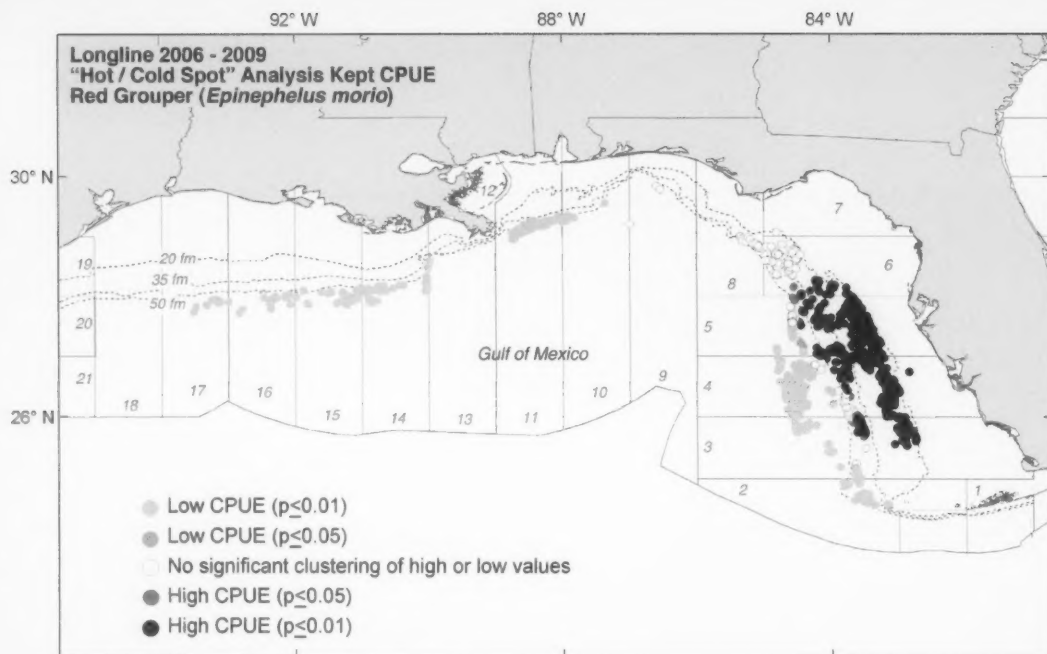 92° W
88° W
84° W
Longline 2006 - 2009
"Hot / Cold Spot" Analysis Kept CPUE
Red Grouper (Epinephelus morio)
30° N
12
7
19
20 fm
6
35 fm
8
50 fm
20
5
Gulf of Mexico
21
4
9
10
16
17
26° N
18
15
14
13
11
3
2
1
Low CPUE (p≤0.01)
Low CPUE (p≤0.05)
No significant clustering of high or low values
High CPUE (p≤0.05)
High CPUE (p≤0.01)